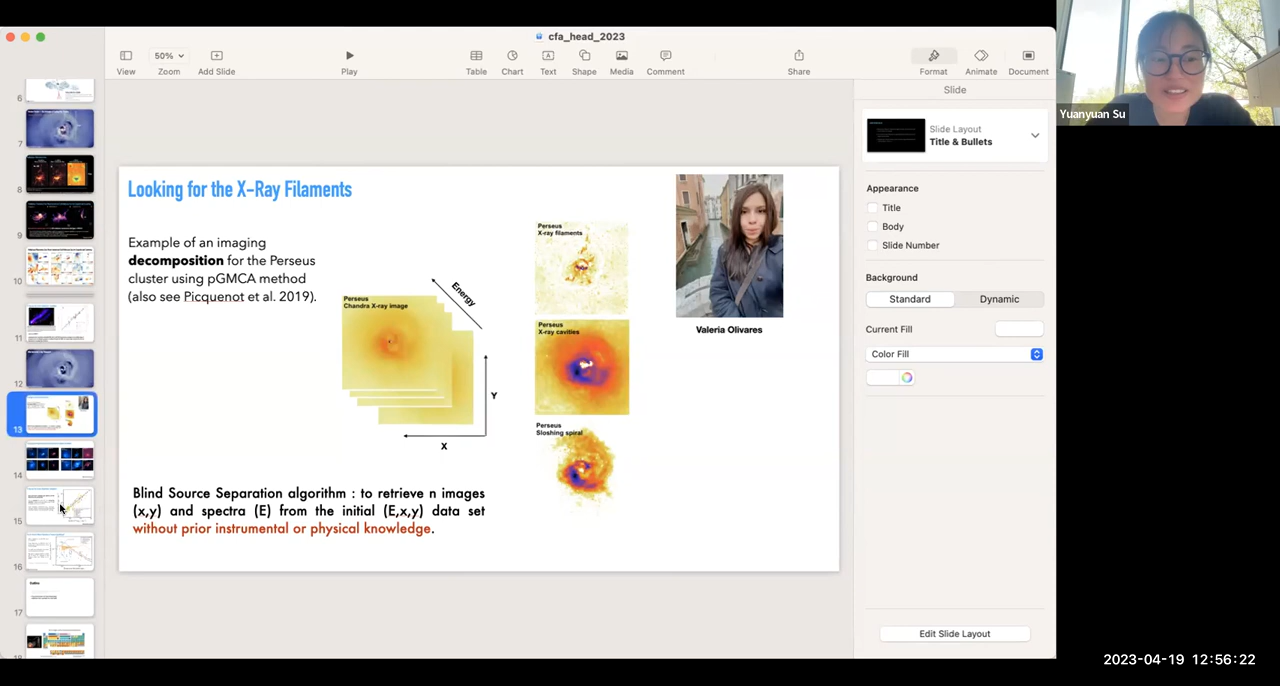 cfa_head_2023
50%
View
Zoom
Add Slide
Play
Table
Chart
Text
Shape
Media
Comment
Share
Format
Animate
Document
Yuanyuan Su
6
7
8
9
10
11
12
13
14
15
16
17
Looking for the X-Ray Filaments
Example of an imaging
decomposition for the Perseus
cluster using pGMCA method
(also see Picquenot et al. 2019).
Perseus
Chandra X-ray image
Energy
Y
X
Perseus
X-ray filaments
Perseus
X-ray cavities
Perseus
Sloshing spiral
Valeria Olivares
Blind Source Separation algorithm : to retrieve n images
(x,y) and spectra (E) from the initial (E,x,y) data set
without prior instrumental or physical knowledge.
Slide
Slide Layout
Title & Bullets
Appearance
Title
Body
Slide Number
Background
Standard
Dynamic
Current Fill
Color Fill
Edit Slide Layout
2023-04-19 12:56:22